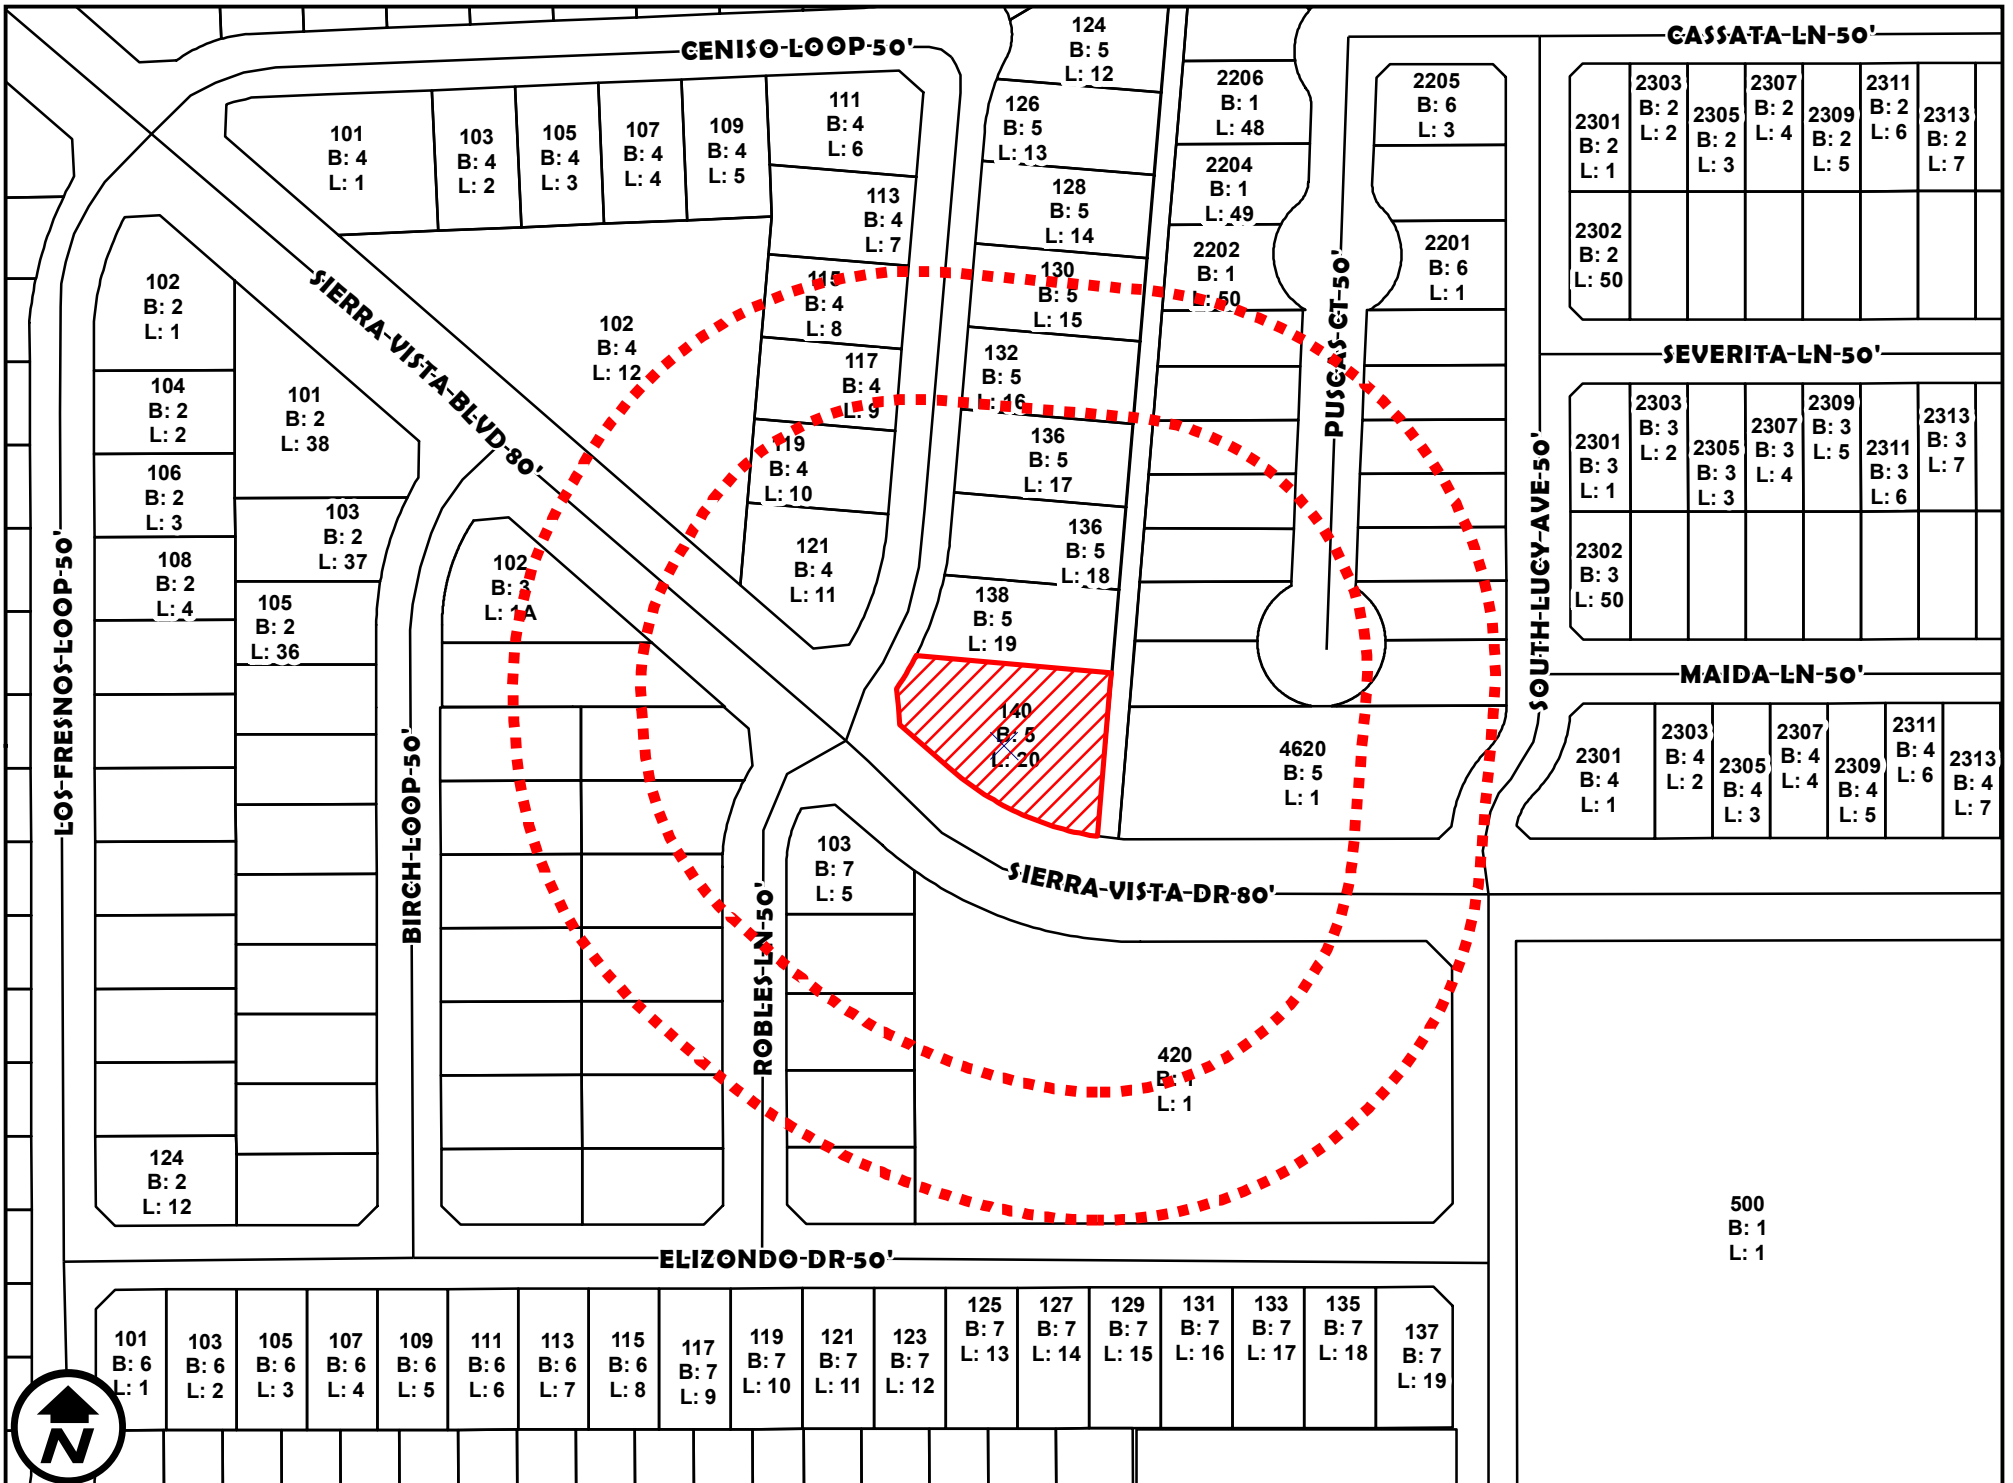 CENISO-LOOP-50'
CASSATA-LN-50'
124
B: 5
L: 12
126
B: 5
L: 13
128
B: 5
L: 14
130
B: 5
L: 15
132
B: 5
L: 16
136
B: 5
L: 17
136
B: 5
L: 18
138
B: 5
L: 19
140
B: 5
L: 20
101
B: 4
L: 1
103
B: 4
L: 2
105
B: 4
L: 3
107
B: 4
L: 4
109
B: 4
L: 5
111
B: 4
L: 6
113
B: 4
L: 7
115
B: 4
L: 8
117
B: 4
L: 9
119
B: 4
L: 10
121
B: 4
L: 11
102
B: 4
L: 12
2206
B: 1
L: 48
2204
B: 1
L: 49
2202
B: 1
L: 50
2205
B: 6
L: 3
2201
B: 6
L: 1
PUSCAS-CT-50'
2301
B: 2
L: 1
2303
B: 2
L: 2
2305
B: 2
L: 3
2307
B: 2
L: 4
2309
B: 2
L: 5
2311
B: 2
L: 6
2313
B: 2
L: 7
2302
B: 2
L: 50
SEVERITA-LN-50'
2301
B: 3
L: 1
2303
B: 3
L: 2
2305
B: 3
L: 3
2307
B: 3
L: 4
2309
B: 3
L: 5
2311
B: 3
L: 6
2313
B: 3
L: 7
2302
B: 3
L: 50
SOUTH-LUCY-AVE-50'
MAIDA-LN-50'
2301
B: 4
L: 1
2303
B: 4
L: 2
2305
B: 4
L: 3
2307
B: 4
L: 4
2309
B: 4
L: 5
2311
B: 4
L: 6
2313
B: 4
L: 7
SIERRA-VISTA-BLVD-80'
102
B: 2
L: 1
104
B: 2
L: 2
106
B: 2
L: 3
108
B: 2
L: 4
101
B: 2
L: 38
103
B: 2
L: 37
105
B: 2
L: 36
102
B: 3
L: 1A
LOS-FRESNOS-LOOP-50'
BIRCH-LOOP-50'
ROBLES-LN-50'
4620
B: 5
L: 1
103
B: 7
L: 5
SIERRA-VISTA-DR-80'
420
B: 1
L: 1
124
B: 2
L: 12
500
B: 1
L: 1
ELIZONDO-DR-50'
101
B: 6
L: 1
103
B: 6
L: 2
105
B: 6
L: 3
107
B: 6
L: 4
109
B: 6
L: 5
111
B: 6
L: 6
113
B: 6
L: 7
115
B: 6
L: 8
117
B: 7
L: 9
119
B: 7
L: 10
121
B: 7
L: 11
123
B: 7
L: 12
125
B: 7
L: 13
127
B: 7
L: 14
129
B: 7
L: 15
131
B: 7
L: 16
133
B: 7
L: 17
135
B: 7
L: 18
137
B: 7
L: 19
N